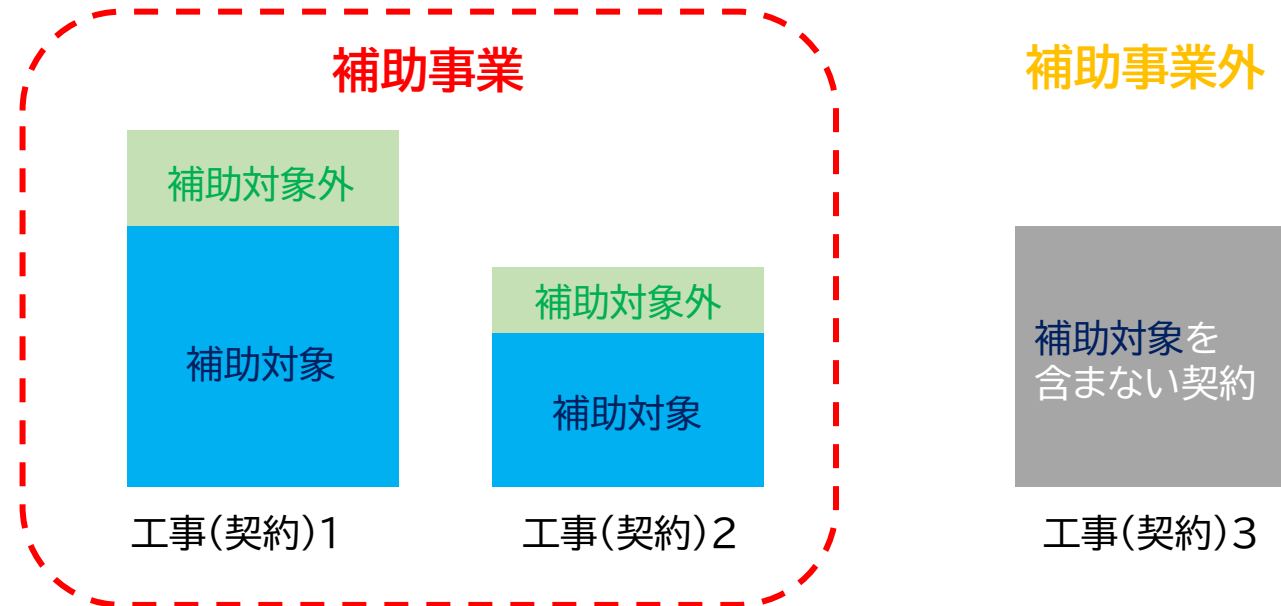 補助事業
補助事業外
補助対象外
補助対象
補助対象外
補助対象
補助対象を
含まない契約
工事(契約)1
工事(契約)2
工事(契約)3